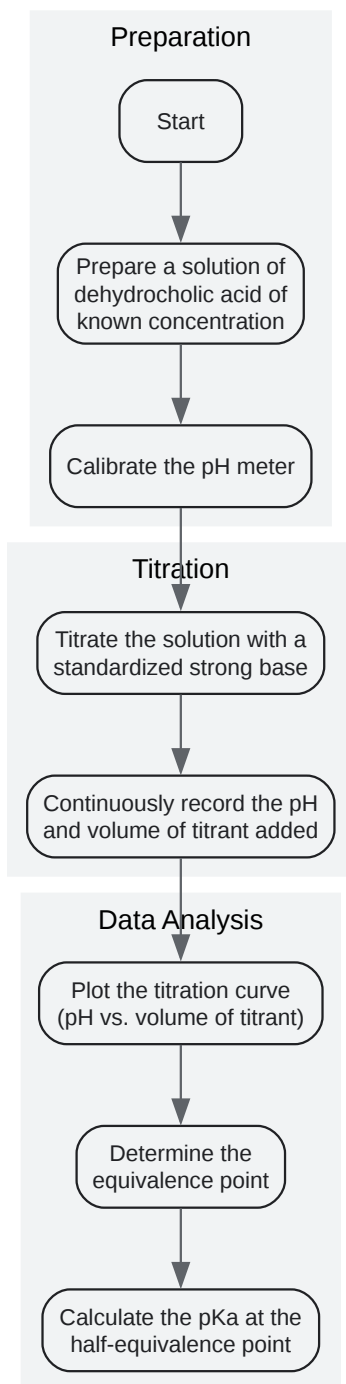 Preparation
Start
Prepare a solution of
dehydrocholic acid of
known concentration
Calibrate the pH meter
Titration
Titrate the solution with a
standardized strong base
Continuously record the pH
and volume of titrant added
Data Analysis
Plot the titration curve
(pH vs. volume of titrant)
Determine the
equivalence point
Calculate the pKa at the
half-equivalence point